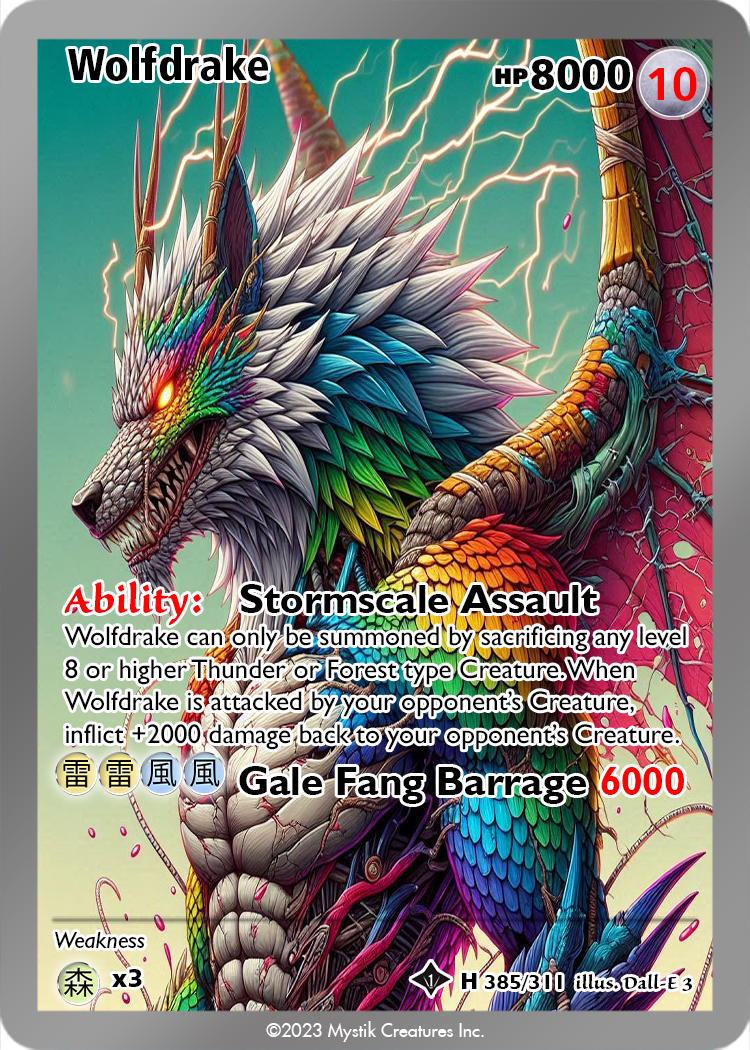 Wolfdrake HP8000 10
Ability: Stormscale Assault
Wolfdrake can only be summoned by sacrificing any level
8 or higher Thunder or Forest type Creature. When
Wolfdrake is attacked by your opponent's Creature,
inflict +2000 damage back to your opponent's Creature.
雷 雷 風 風 Gale Fang Barrage 6000
Weakness
森 x3 1 H 385/311 illus. Dall-E 3
©2023 Mystik Creatures Inc.